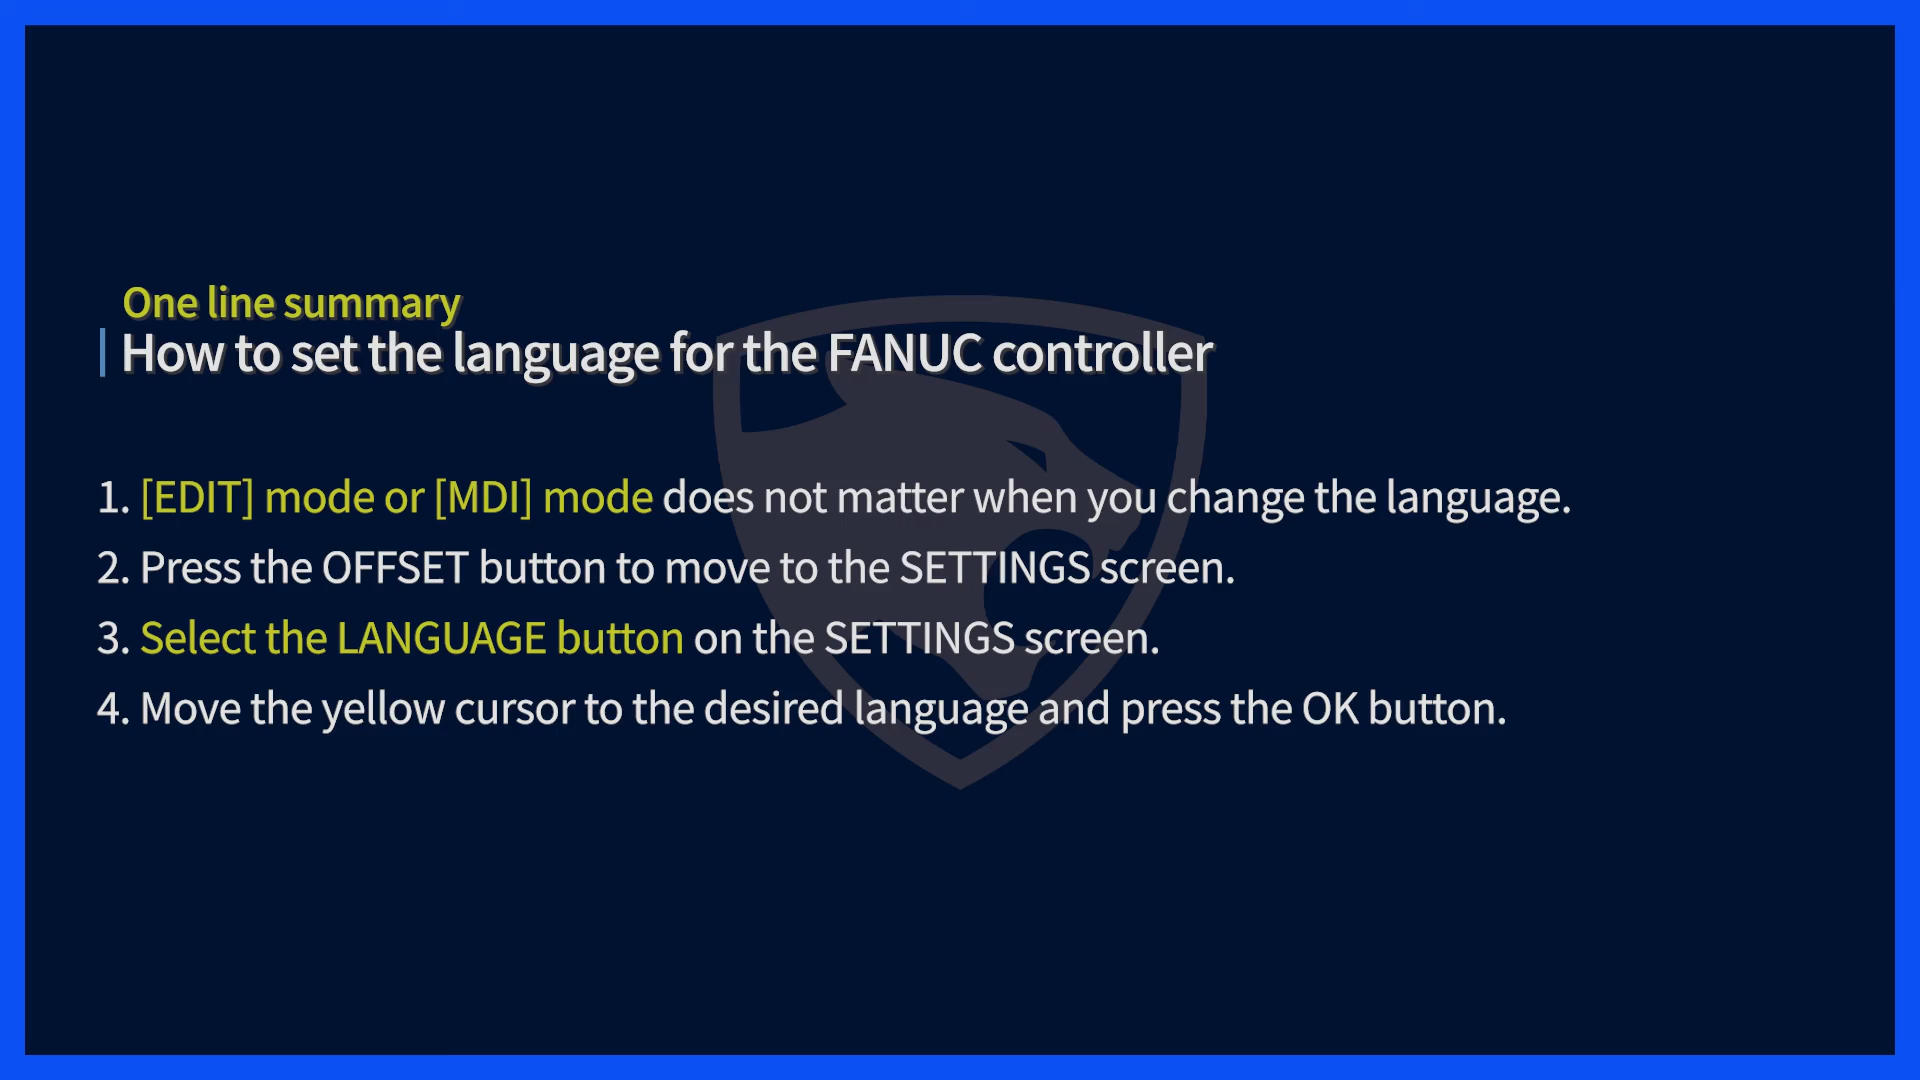 One line summary
How to set the language for the FANUC controller
1. [EDIT] mode or [MDI] mode does not matter when you change the language.
2. Press the OFFSET button to move to the SETTINGS screen.
3. Select the LANGUAGE button on the SETTINGS screen.
4. Move the yellow cursor to the desired language and press the OK button.